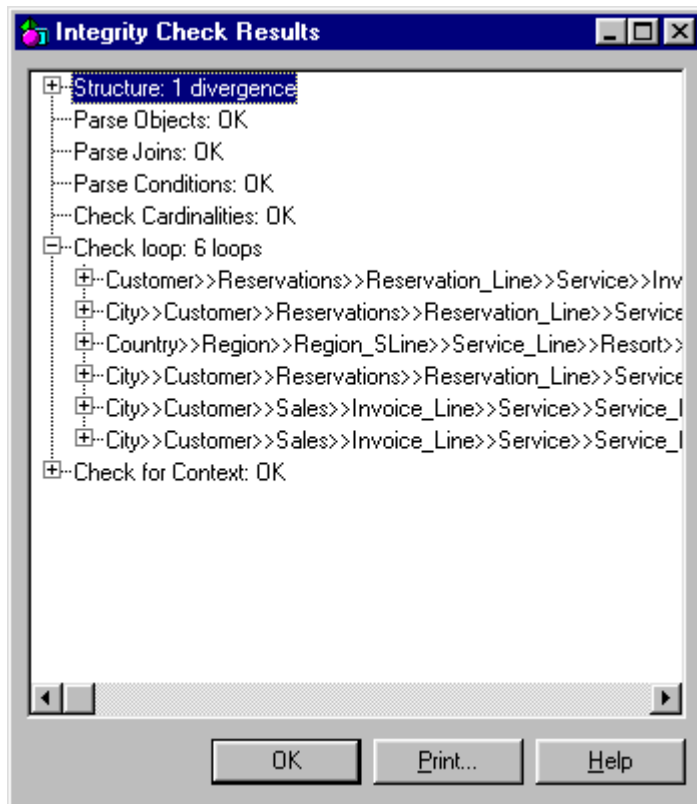 Integrity Check Results
Structure: 1 divergence
Parse Objects: OK
Parse Joins: OK
Parse Conditions: OK
Check Cardinalities: OK
Check loop: 6 loops
Customer>>Reservations>>Reservation_Line>>Service>>Inv
City>>Customer>>Reservations>>Reservation_Line>>Service
Country>>Region>>Region_SLine>>Service_Line>>Resort>>
City>>Customer>>Reservations>>Reservation_Line>>Service
City>>Customer>>Sales>>Invoice_Line>>Service>>Service_l
City>>Customer>>Sales>>Invoice_Line>>Service>>Service_l
Check for Context: OK
OK Print... Help